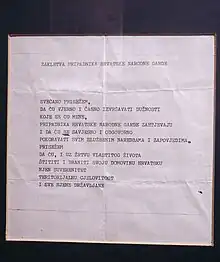 ZAKLETVA PRIPADNIKA HRVATSKE NARODNE GARDE
SVEČANO PRISEŽEM,
DA ĆU VJERNO I ČASNO IZVRŠAVATI DUŽNOSTI
KOJE SE OD MENE,
PRIPADNIKA HRVATSKE NARODNE GARDE ZAHTJEVAJU
I DA ĆU SE SAVJESNO I ODGOVORNO
POKORAVATI SVIM SLUŽBENIM NAREDBAMA I ZAPOVJEDIMA.
PRISEŽEM
DA ĆU, I UZ ŽRTVU VLASTITOG ŽIVOTA
ŠTITITI I BRANITI SVOJU DOMOVINU HRVATSKU
NJEN SUVERENITET
TERITORIJALNU CJELOVITOST
I SVE NJENE DRŽAVLJANE